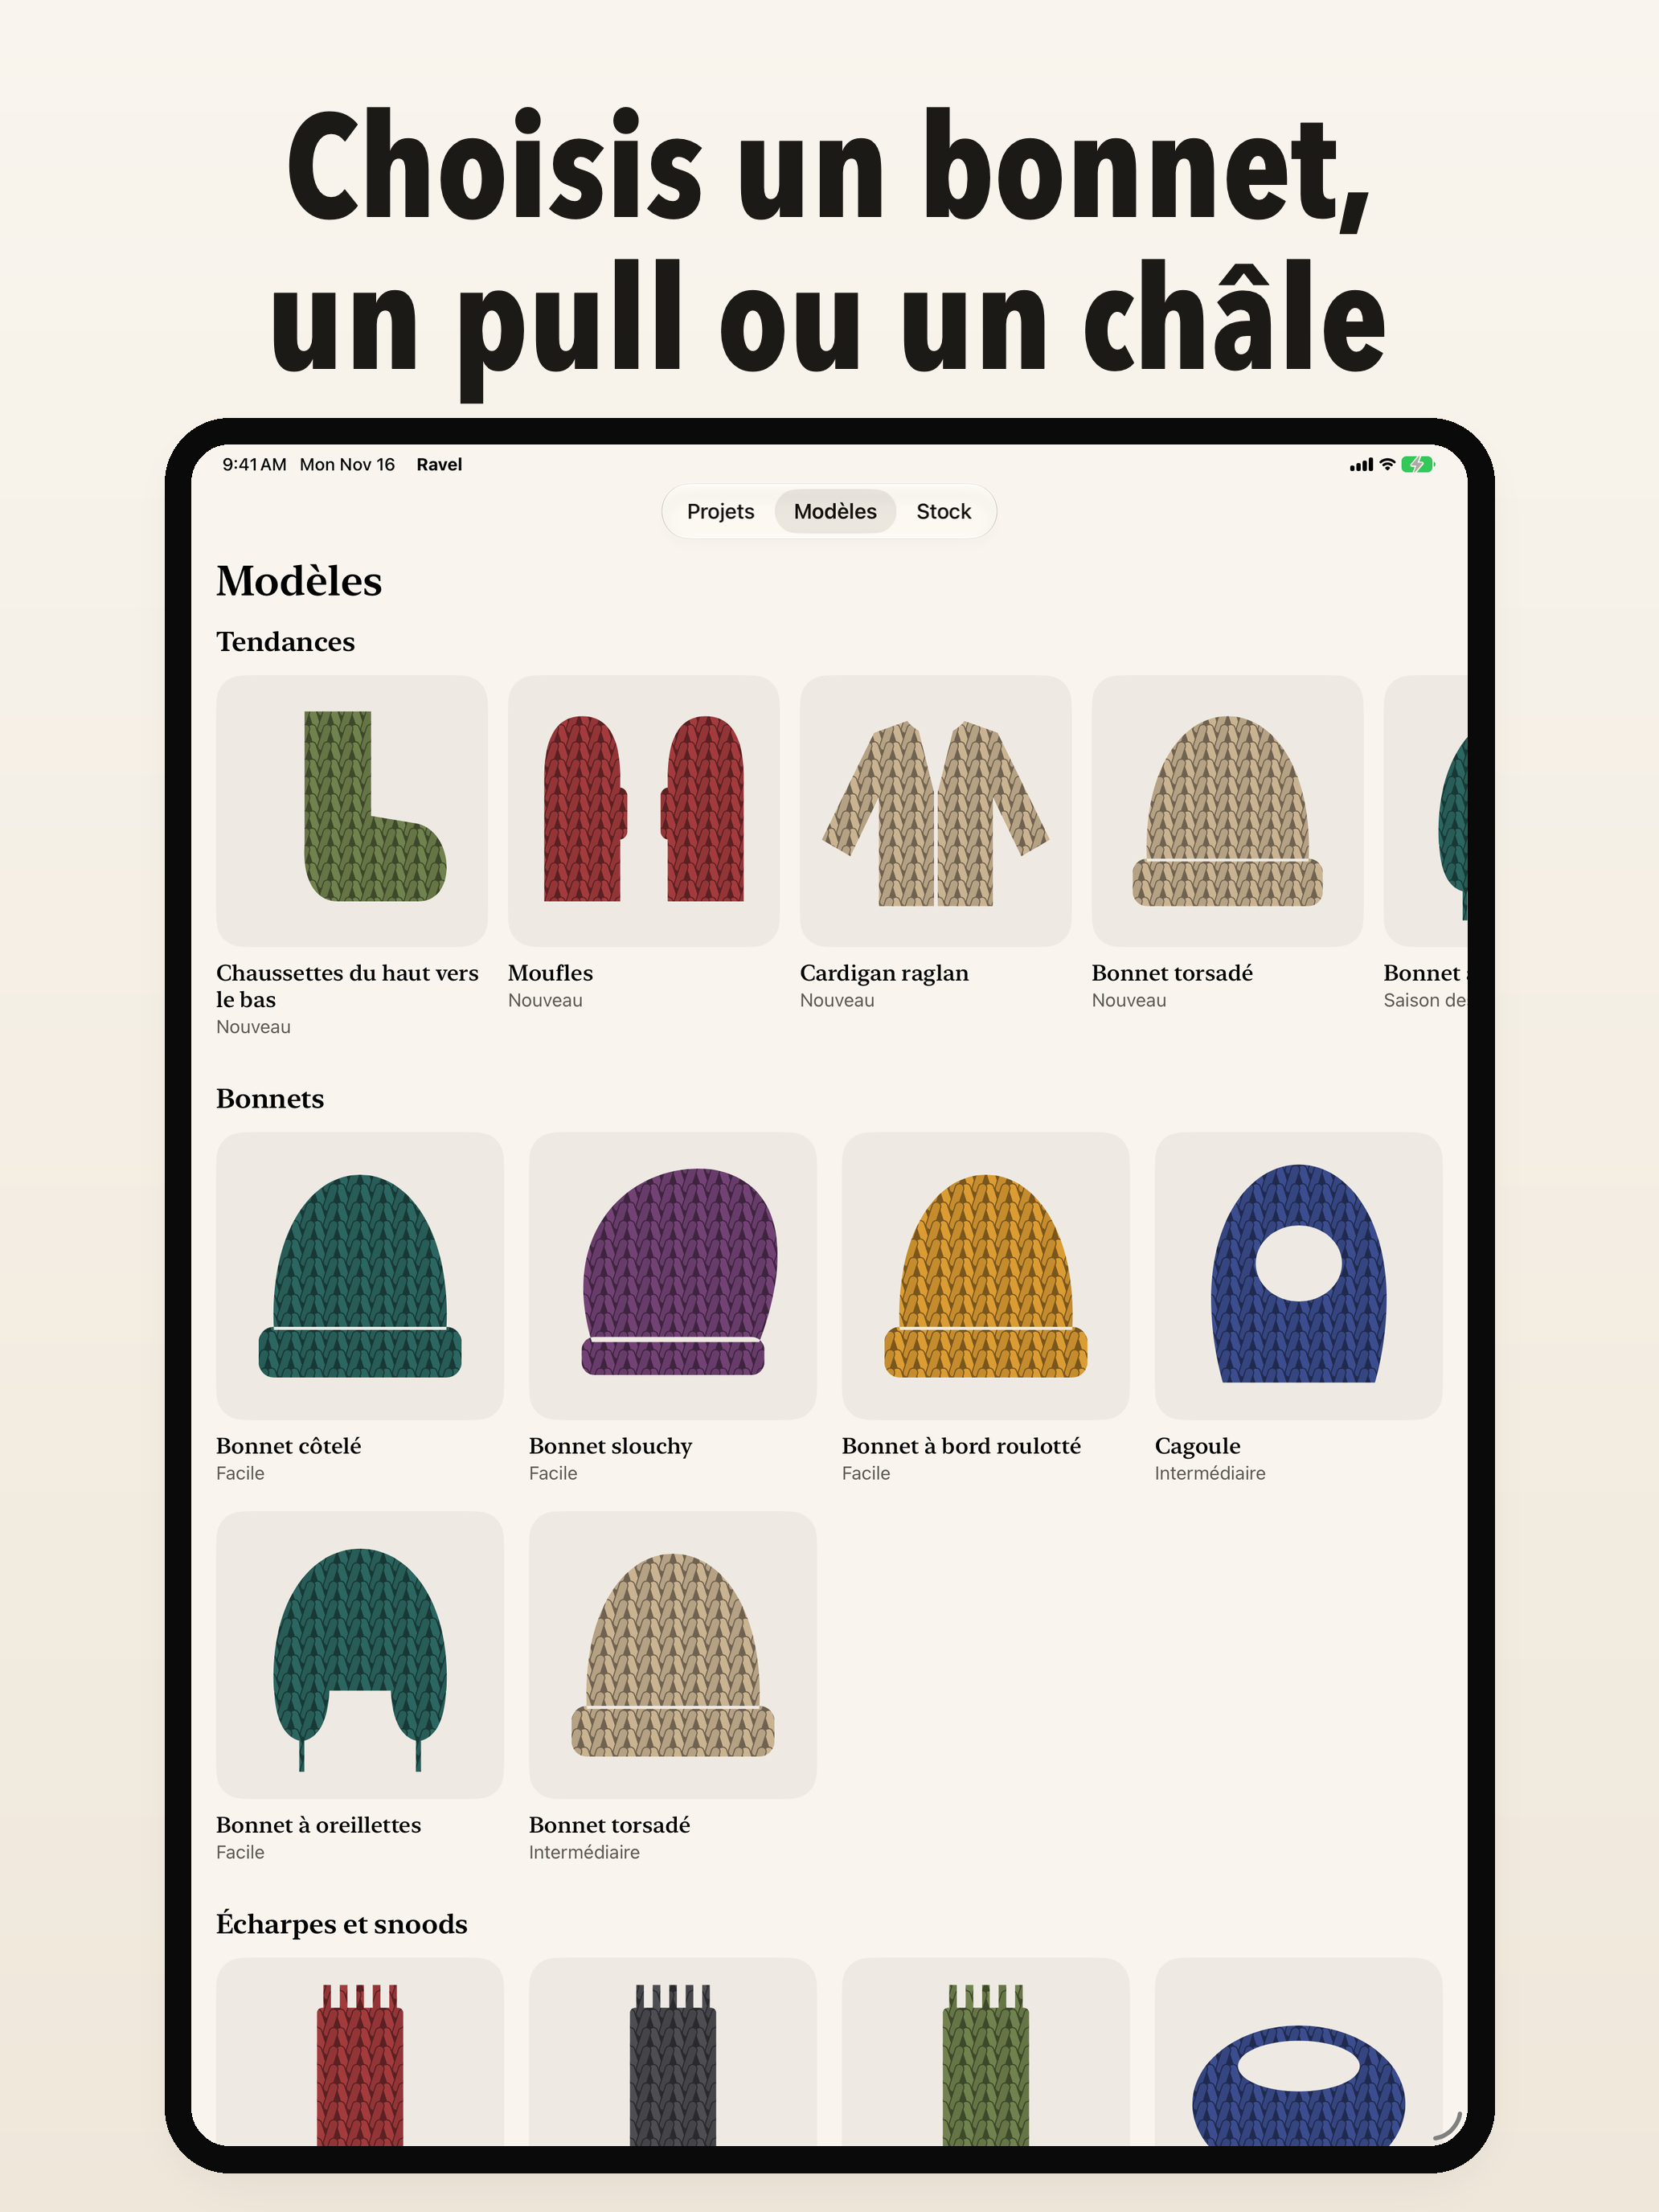 Choisis un bonnet,
un pull ou un châle
9:41 AM Mon Nov 16 Ravel
Projets Modèles Stock
Modèles
Tendances
Chaussettes du haut vers
le bas
Nouveau
Moufles
Nouveau
Cardigan raglan
Nouveau
Bonnet torsadé
Nouveau
Bonnet
Saison de
Bonnets
Bonnet côtelé
Facile
Bonnet slouchy
Facile
Bonnet à bord roulotté
Facile
Cagoule
Intermédiaire
Bonnet à oreillettes
Facile
Bonnet torsadé
Intermédiaire
Écharpes et snoods